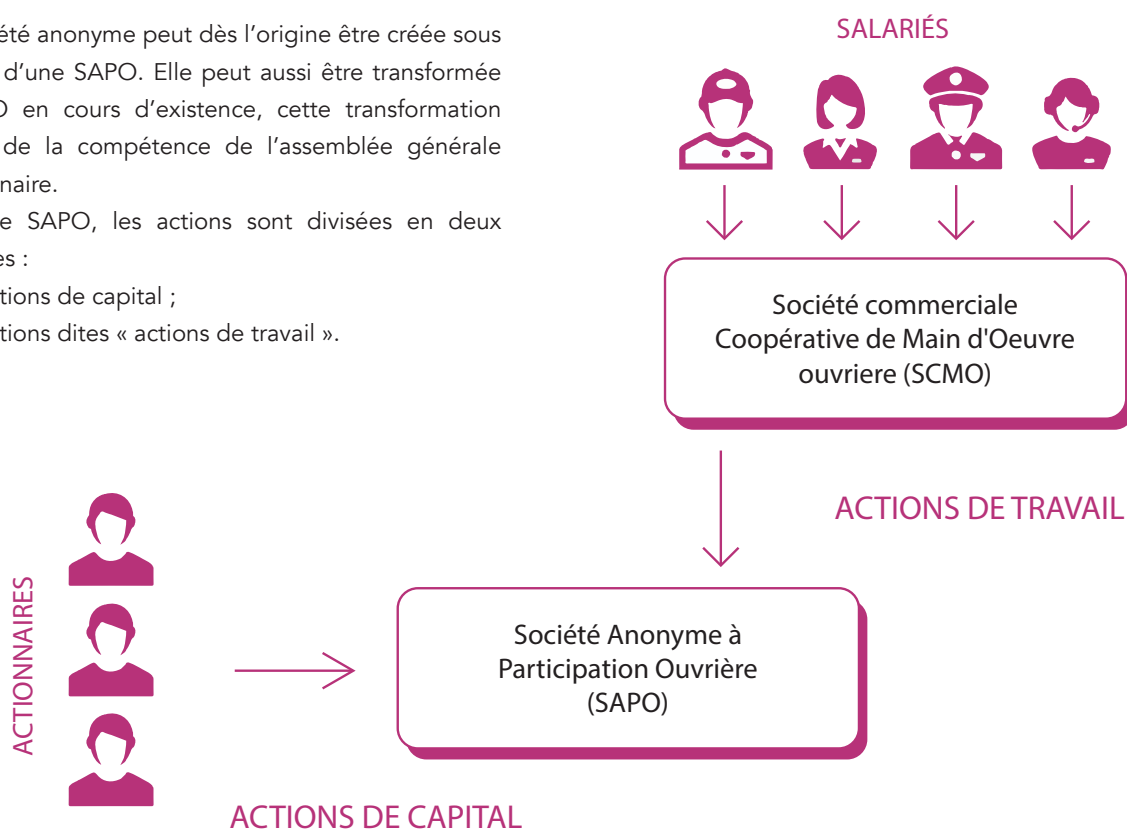 été anonyme peut dès l’origine être créée sous
d’une SAPO. Elle peut aussi être transformée
O en cours d’existence, cette transformation
de la compétence de l’assemblée générale
naire.
e SAPO, les actions sont divisées en deux
es :
tions de capital ;
tions dites « actions de travail ».
SALARIÉS
Société commerciale
Coopérative de Main d'Oeuvre
ouvriere (SCMO)
ACTIONS DE TRAVAIL
ACTIONNAIRES
Société Anonyme à
Participation Ouvrière
(SAPO)
ACTIONS DE CAPITAL